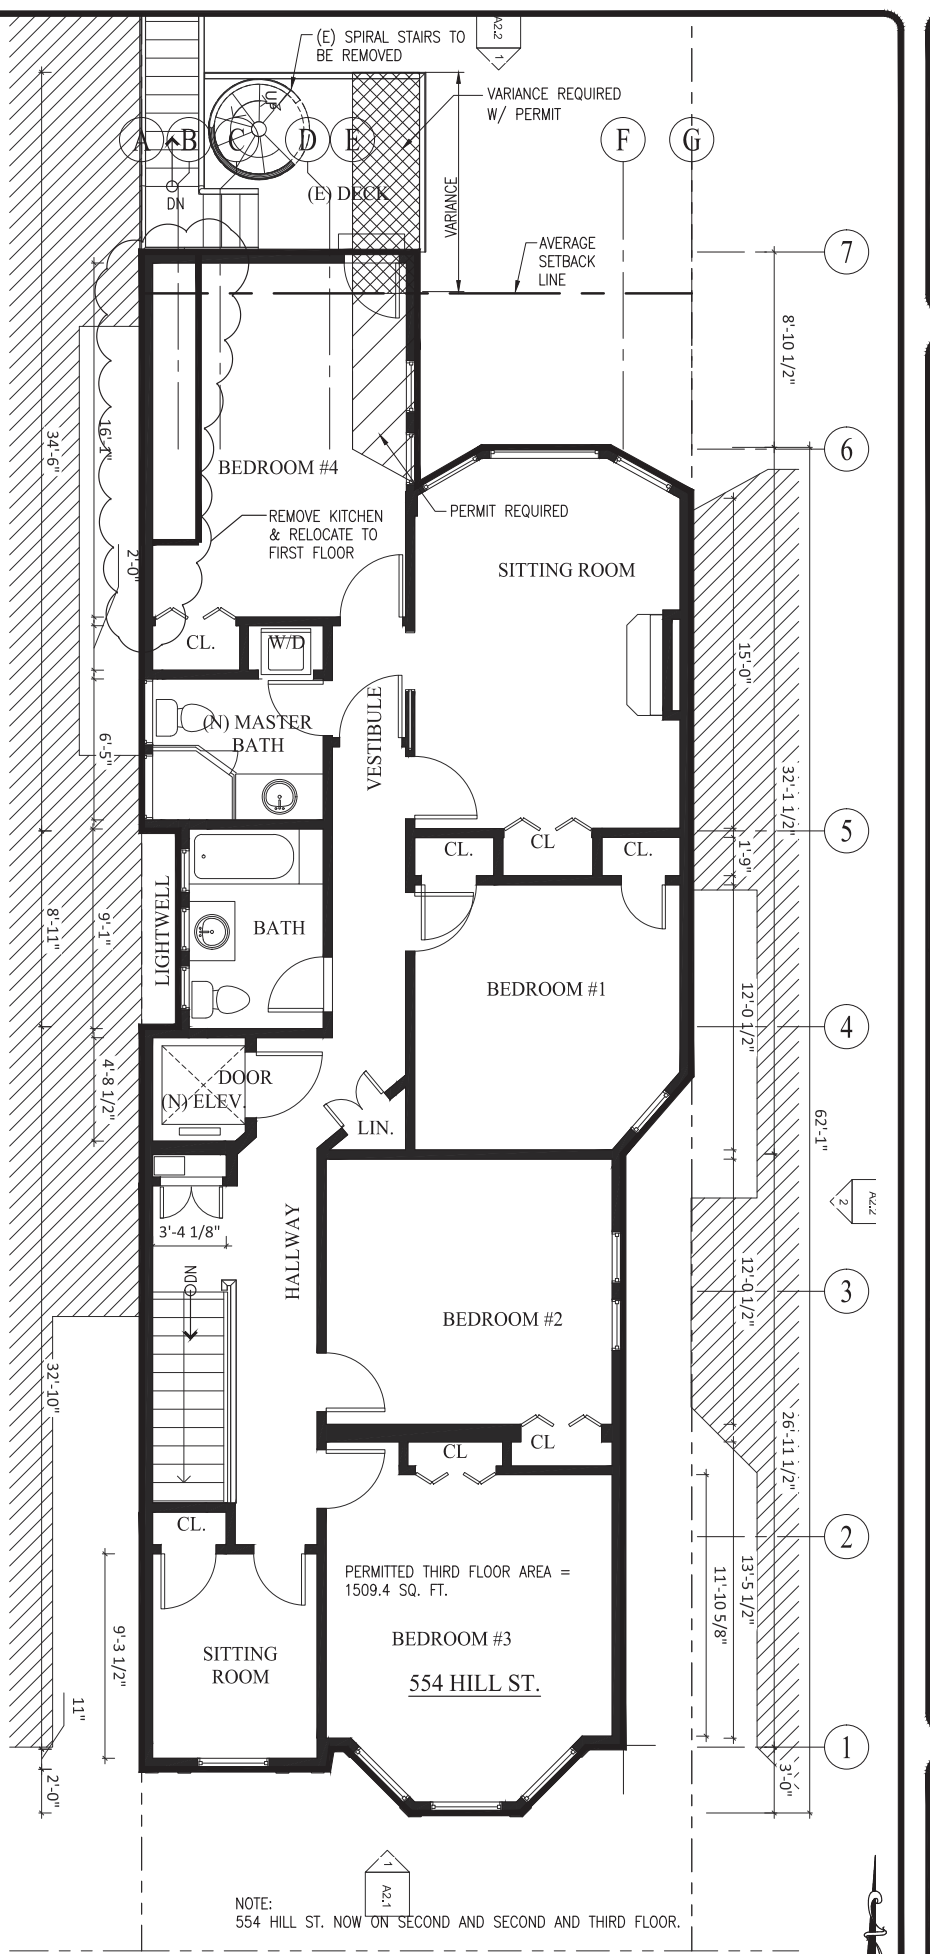 (E) SPIRAL STAIRS TO
BE REMOVED
A2.2
1
VARIANCE REQUIRED
W/ PERMIT
UP
A
B
C
D
E
F
G
DN
(E) DECK
VARIANCE
AVERAGE
SETBACK
LINE
7
8'-10 1/2"
6
34'-6"
16'-1"
BEDROOM #4
REMOVE KITCHEN
& RELOCATE TO
FIRST FLOOR
PERMIT REQUIRED
2'-0"
SITTING ROOM
CL.
W/D
15'-0"
(N) MASTER
BATH
VESTIBULE
6'-5"
32'-1 1/2"
5
CL.
CL
CL.
1'-9"
LIGHTWELL
8'-11"
9'-1"
BATH
BEDROOM #1
12'-0 1/2"
4
4'-8 1/2"
DOOR
(N) ELEV.
LIN.
62'-1"
A2.2
2
3'-4 1/8"
HALLWAY
DN
12'-0 1/2"
3
BEDROOM #2
32'-10"
26'-11 1/2"
CL
CL
CL.
2
PERMITTED THIRD FLOOR AREA =
1509.4 SQ. FT.
13'-5 1/2"
11'-10 5/8"
9'-3 1/2"
SITTING
ROOM
BEDROOM #3
554 HILL ST.
11"
1
2'-0"
3'-0"
1
A2.1
NOTE:
554 HILL ST. NOW ON SECOND AND SECOND AND THIRD FLOOR.